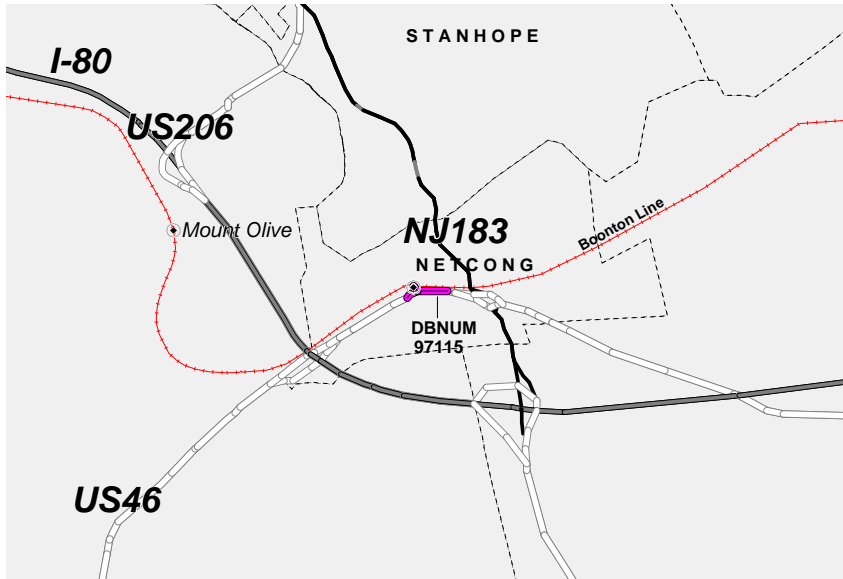 STANHOPE
I-80
US206
Mount Olive
NJ183
Boonton Line
NETCONG
DBNUM
97115
US46